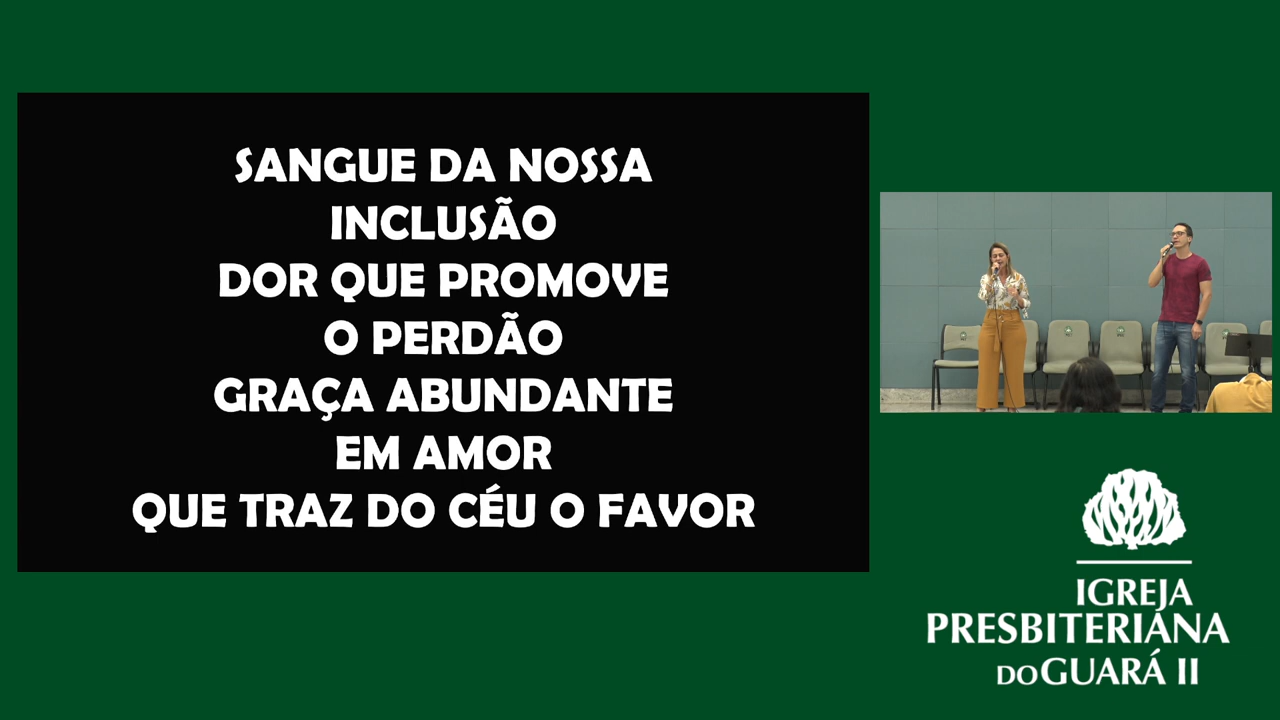 SANGUE DA NOSSA
INCLUSÃO
DOR QUE PROMOVE
O PERDÃO
GRAÇA ABUNDANTE
EM AMOR
QUE TRAZ DO CÉU O FAVOR
IGREJA
PRESBITERIANA
DO GUARÁ II